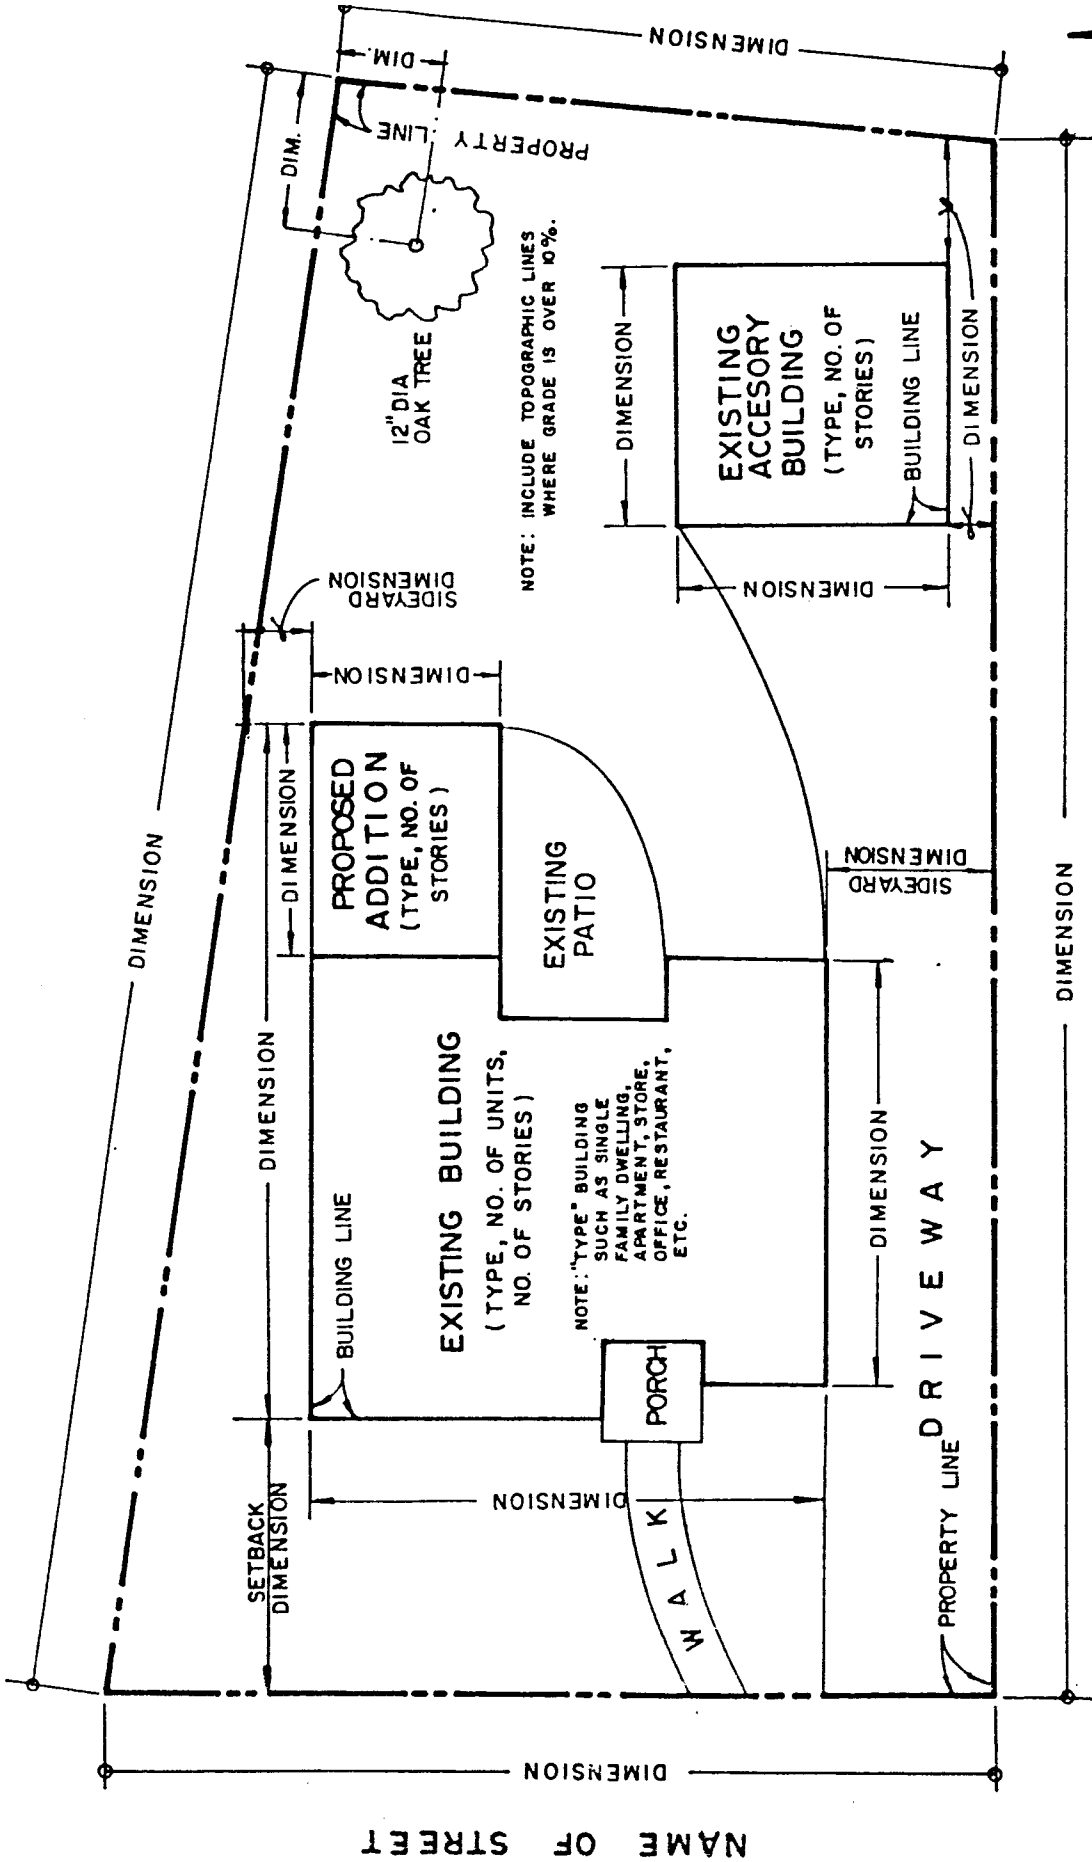 DIMENSION
DIM.
DIM.
PROPERTY LINE
12" DIA
OAK TREE
NOTE: INCLUDE TOPOGRAPHIC LINES
WHERE GRADE IS OVER 10%.
DIMENSION
EXISTING
ACCESORY
BUILDING
(TYPE, NO. OF
STORIES)
BUILDING LINE
DIMENSION
DIMENSION
SIDEYARD
DIMENSION
DIMENSION
DIMENSION
DIMENSION
PROPOSED
ADDITION
(TYPE, NO. OF
STORIES)
EXISTING
PATIO
SIDEYARD
DIMENSION
DIMENSION
DIMENSION
EXISTING BUILDING
(TYPE, NO. OF UNITS,
NO. OF STORIES)
NOTE: "TYPE" BUILDING
SUCH AS SINGLE
FAMILY DWELLING,
APARTMENT, STORE,
OFFICE, RESTAURANT,
ETC.
BUILDING LINE
DIMENSION
PORCH
DRIVEWAY
SETBACK
DIMENSION
DIMENSION
WALK
PROPERTY LINE
DIMENSION
NAME OF STREET